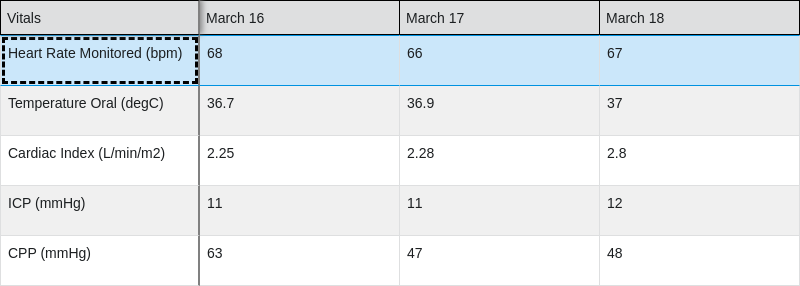 Vitals March 16 March 17 March 18
Heart Rate Monitored (bpm) 68 66 67
Temperature Oral (degC) 36.7 36.9 37
Cardiac Index (L/min/m2) 2.25 2.28 2.8
ICP (mmHg) 11 11 12
CPP (mmHg) 63 47 48